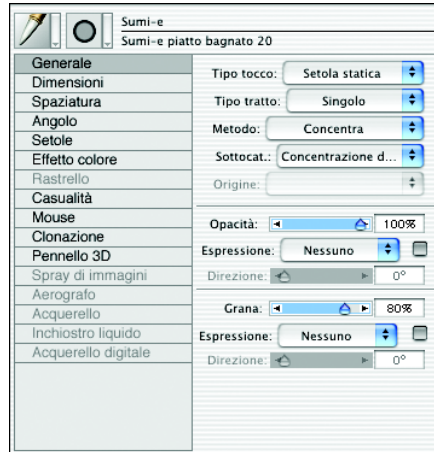 Sumi-e
Sumi-e piatto bagnato 20
Generale
Dimensioni
Spaziatura
Angolo
Setole
Effetto colore
Rastrello
Casualità
Mouse
Clonazione
Pennello 3D
Spray di immagini
Aerografo
Acquerello
Inchiostro liquido
Acquerello digitale
Tipo tocco: Setola statica
Tipo tratto: Singolo
Metodo: Concentra
Sottocat.: Concentrazione d...
Origine:
Opacità: 100%
Espressione: Nessuno
Direzione: 0°
Grana: 80%
Espressione: Nessuno
Direzione: 0°